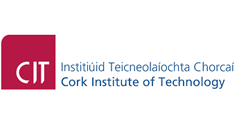 CIT
Institiúid Teicneolaíochta Chorcaí
Cork Institute of Technology